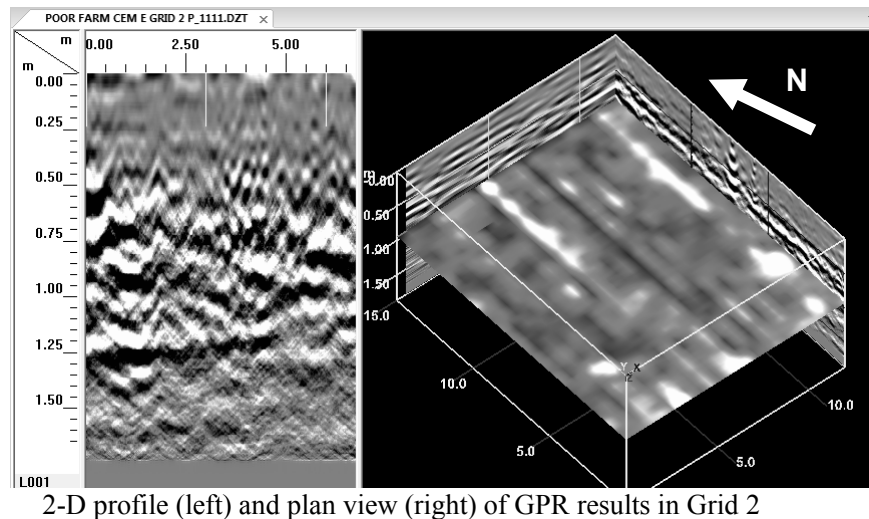 POOR FARM CEM E GRID 2 P_1111.DZT ×
m 0.00 2.50 5.00
m
0.00
0.25
0.50
0.75
1.00
1.25
1.50
L001
N
m
-0.00
0.50
1.00
1.50
15.0
10.0
5.0
Y X
Z
5.0
10.0
2-D profile (left) and plan view (right) of GPR results in Grid 2